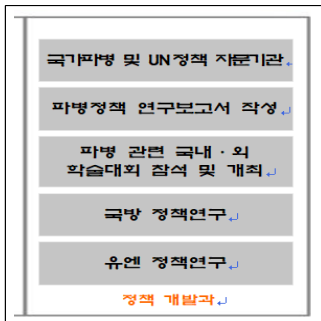 국가파병 및 UN정책 자문기관
파병정책 연구보고서 작성
파병 관련 국내 · 외
학술대회 참석 및 개최
국방 정책연구
유엔 정책연구
정책 개발과